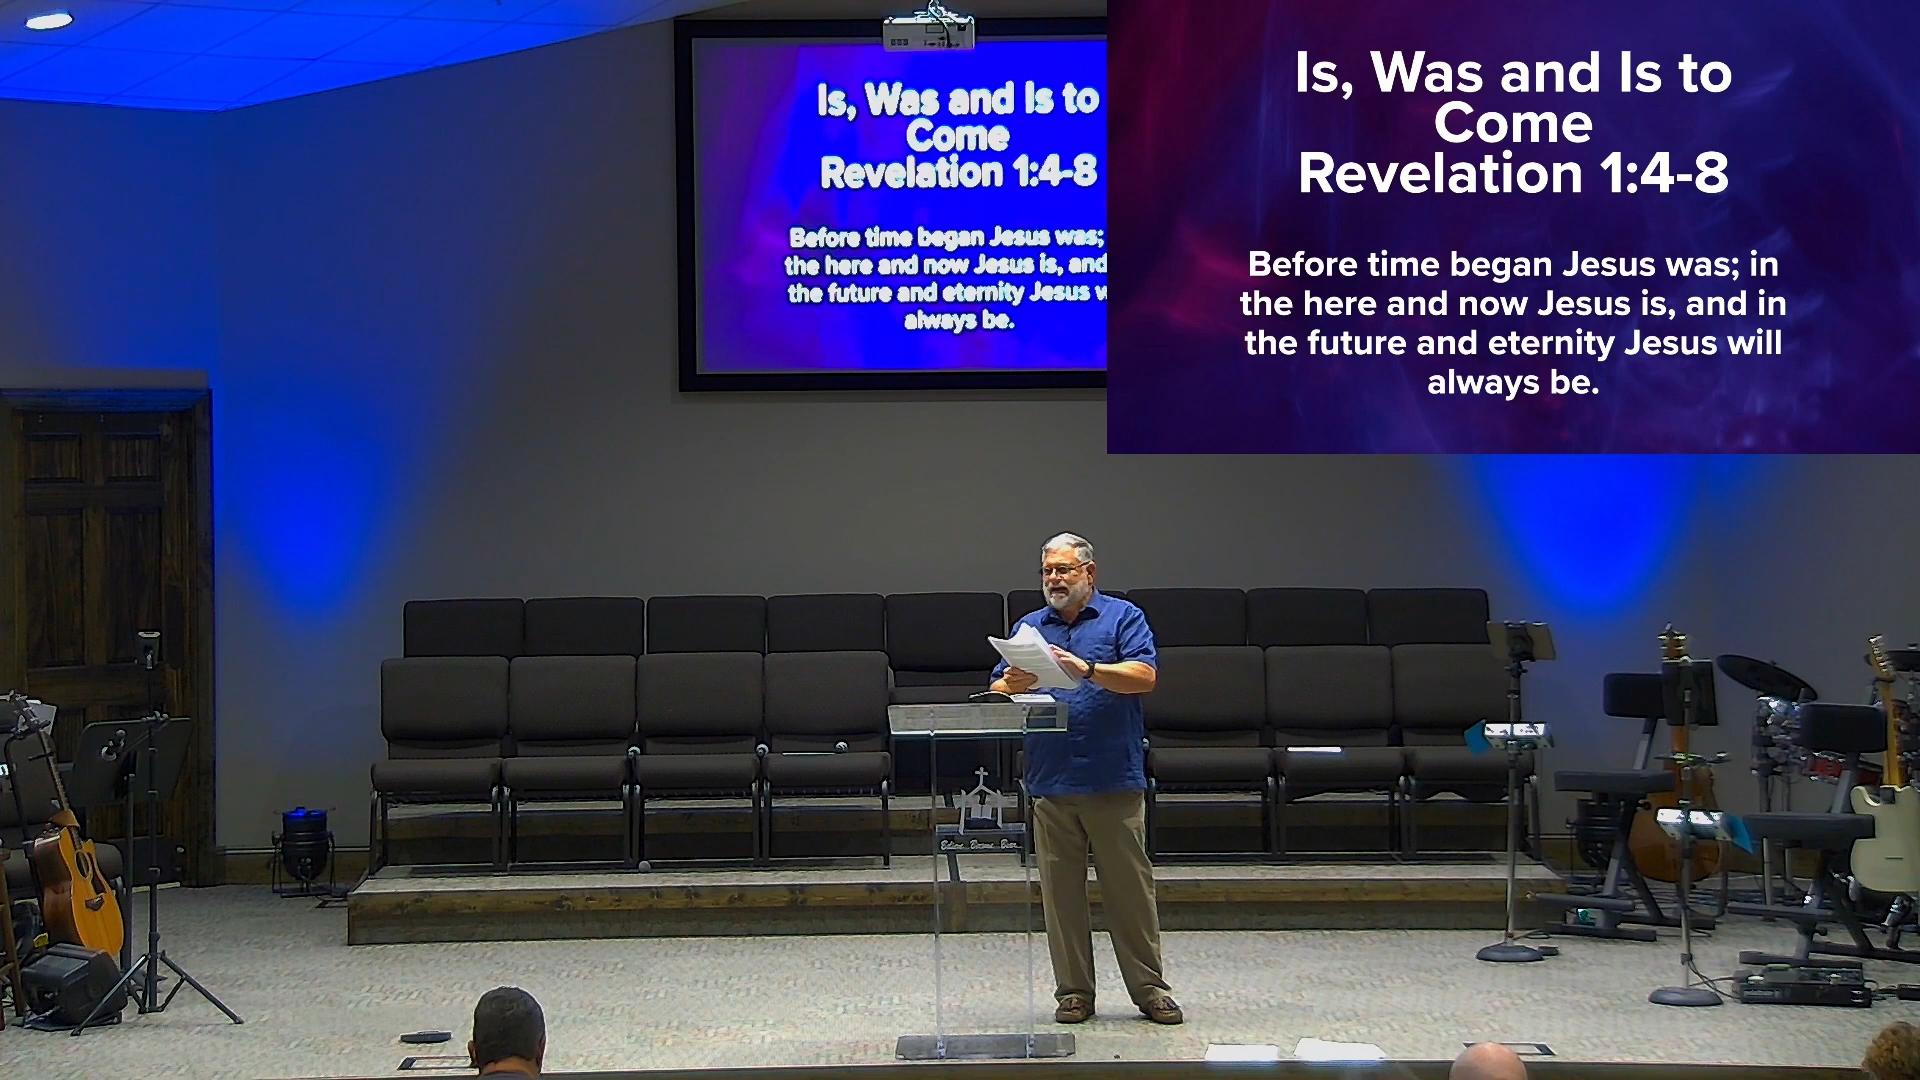 Is, Was and Is to
Come
Revelation 1:4-8
Before time began Jesus was;
the here and now Jesus is, and
the future and eternity Jesus
always be.
Is, Was and Is to
Come
Revelation 1:4-8
Before time began Jesus was; in
the here and now Jesus is, and in
the future and eternity Jesus will
always be.